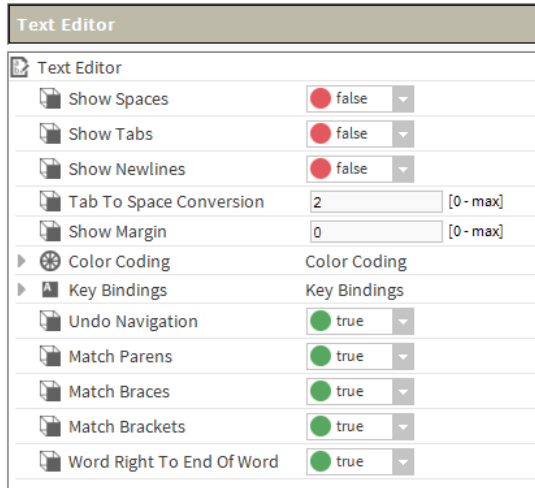 Text Editor
Text Editor
Show Spaces false
Show Tabs false
Show Newlines false
Tab To Space Conversion 2 [0 - max]
Show Margin 0 [0 - max]
Color Coding Color Coding
Key Bindings Key Bindings
Undo Navigation true
Match Parens true
Match Braces true
Match Brackets true
Word Right To End Of Word true